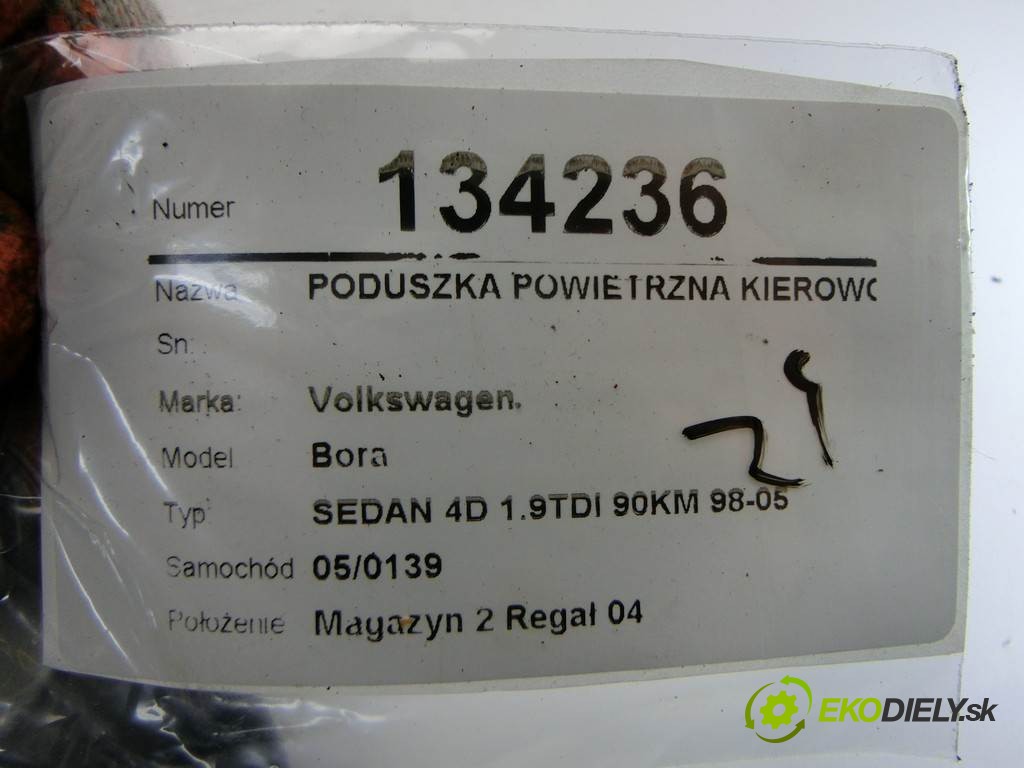 Numer 134236
Nazwa PODUSZKA POWIETRZNA KIEROWC
Sn:
Marka: Volkswagen.
Model Bora
Typ: SEDAN 4D 1.9TDI 90KM 98-05
Samochód 05/0139
Położenie Magazyn 2 Regał 04
EKODIELY.sk